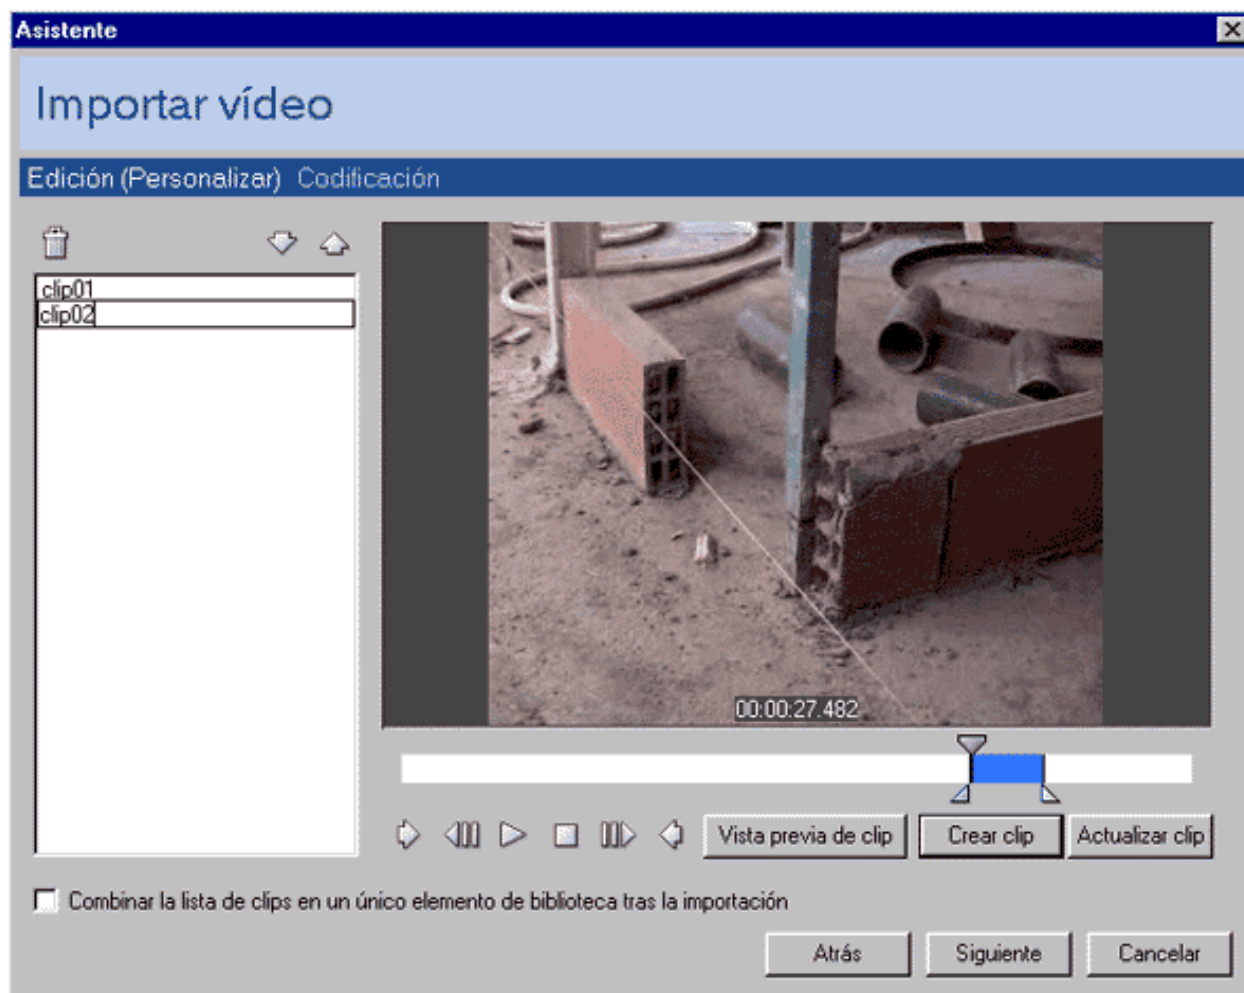 Asistente
Importar vídeo
Edición (Personalizar) Codificación
clip01
clip02
00:00:27.482
Vista previa de clip Crear clip Actualizar clip
Combinar la lista de clips en un único elemento de biblioteca tras la importación
Atrás Siguiente Cancelar